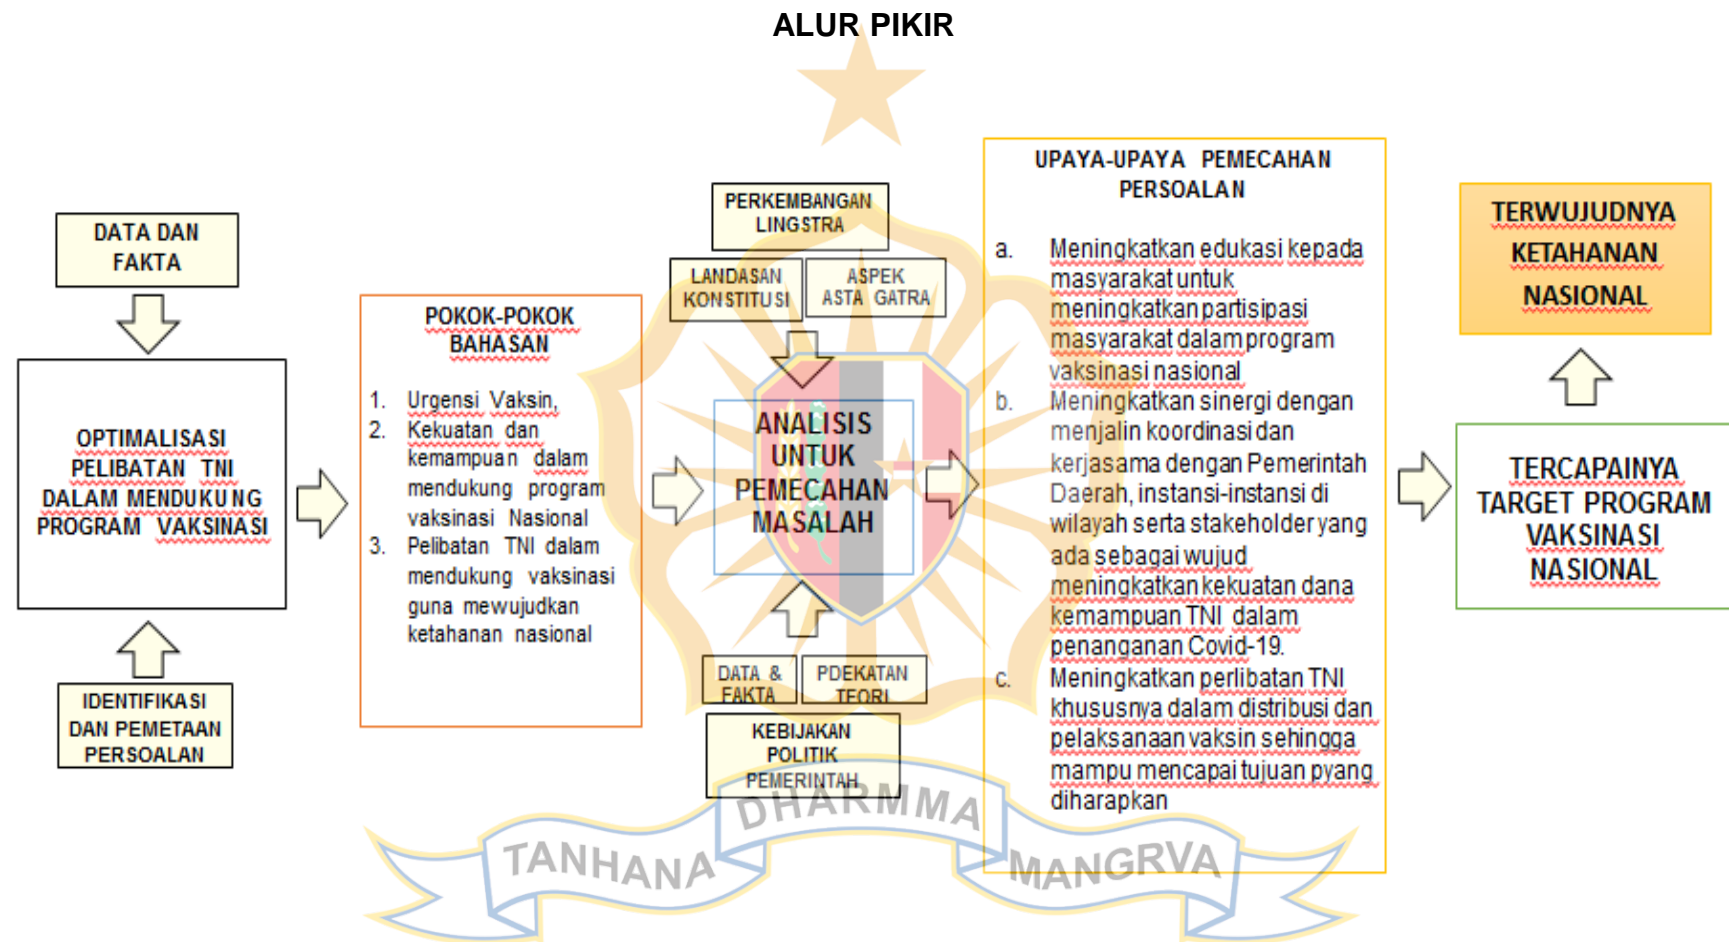 ALUR PIKIR
DATA DAN
FAKTA
OPTIMALISASI
PELIBATAN TNI
DALAM MENDUKUNG
PROGRAM VAKSINASI
IDENTIFIKASI
DAN PEMETAAN
PERSOALAN
POKOK-POKOK
BAHASAN
1. Urgensi Vaksin,
2. Kekuatan dan
kemampuan dalam
mendukung program
vaksinasi Nasional
3. Pelibatan TNI dalam
mendukung vaksinasi
guna mewujudkan
ketahanan nasional
PERKEMBANGAN
LINGSTRA
LANDASAN
KONSTITUSI
ASPEK
ASTA GATRA
ANALISIS
UNTUK
PEMECAHAN
MASALAH
DATA &
FAKTA
PDEKATAN
TEORI
KEBIJAKAN
POLITIK
PEMERINTAH
UPAYA-UPAYA PEMECAHAN
PERSOALAN
a. Meningkatkan edukasi kepada
masyarakat untuk
meningkatkan partisipasi
masyarakat dalam program
vaksinasi nasional
b. Meningkatkan sinergi dengan
menjalin koordinasi dan
kerjasama dengan Pemerintah
Daerah, instansi-instansi di
wilayah serta stakeholder yang
ada sebagai wujud
meningkatkan kekuatan dana
kemampuan TNI dalam
penanganan Covid-19.
c. Meningkatkan perlibatan TNI
khususnya dalam distribusi dan
pelaksanaan vaksin sehingga
mampu mencapai tujuan pyang
diharapkan
TERWUJUDNYA
KETAHANAN
NASIONAL
TERCAPAINYA
TARGET PROGRAM
VAKSINASI
NASIONAL
TANHANA DHARMMA MANGRVA